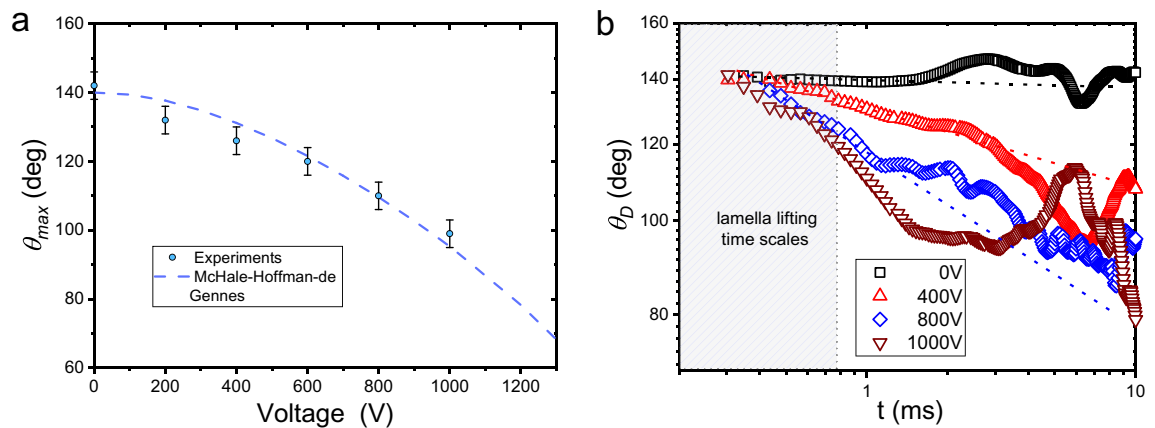 a
θmax (deg)
160
140
120
100
80
60
0
200
400
600
800
1000
1200
Voltage (V)
Experiments
McHale-Hoffman-de
Gennes
b
θD (deg)
160
140
120
100
80
1
10
t (ms)
lamella lifting
time scales
0V
400V
800V
1000V